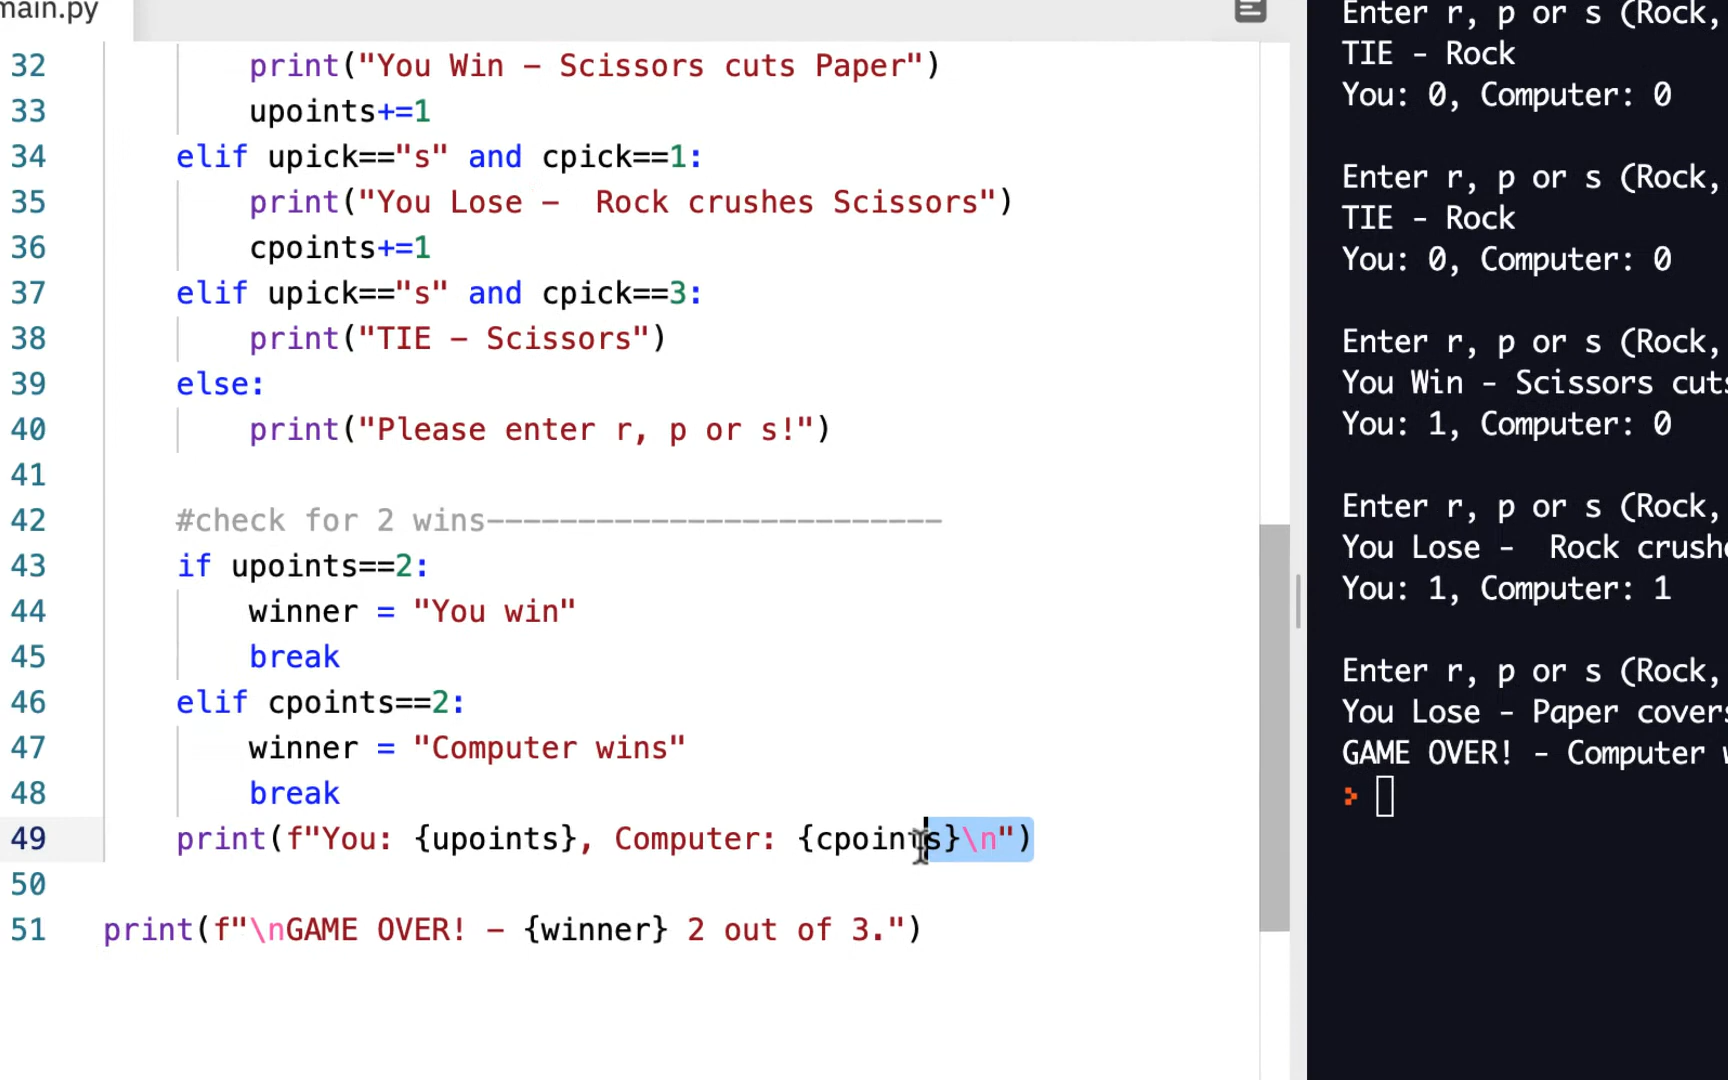 main.py
32 print("You Win - Scissors cuts Paper")
33 upoints+=1
34 elif upick=="s" and cpick==1:
35 print("You Lose -  Rock crushes Scissors")
36 cpoints+=1
37 elif upick=="s" and cpick==3:
38 print("TIE - Scissors")
39 else:
40 print("Please enter r, p or s!")
41
42 #check for 2 wins-------------------------
43 if upoints==2:
44 winner = "You win"
45 break
46 elif cpoints==2:
47 winner = "Computer wins"
48 break
49 print(f"You: {upoints}, Computer: {cpoints}\n")
50
51 print(f"\nGAME OVER! - {winner} 2 out of 3.")
Enter r, p or s (Rock,
TIE - Rock
You: 0, Computer: 0
Enter r, p or s (Rock,
TIE - Rock
You: 0, Computer: 0
Enter r, p or s (Rock,
You Win - Scissors cuts
You: 1, Computer: 0
Enter r, p or s (Rock,
You Lose -  Rock crushe
You: 1, Computer: 1
Enter r, p or s (Rock,
You Lose - Paper covers
GAME OVER! - Computer w